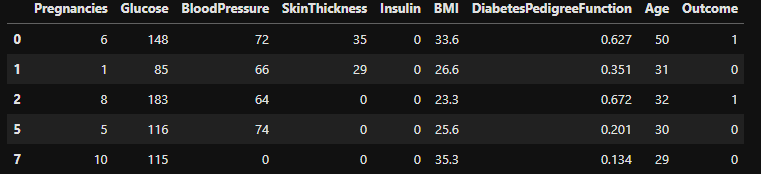 Pregnancies Glucose BloodPressure SkinThickness Insulin BMI DiabetesPedigreeFunction Age Outcome
0 6 148 72 35 0 33.6 0.627 50 1
1 1 85 66 29 0 26.6 0.351 31 0
2 8 183 64 0 0 23.3 0.672 32 1
5 5 116 74 0 0 25.6 0.201 30 0
7 10 115 0 0 0 35.3 0.134 29 0